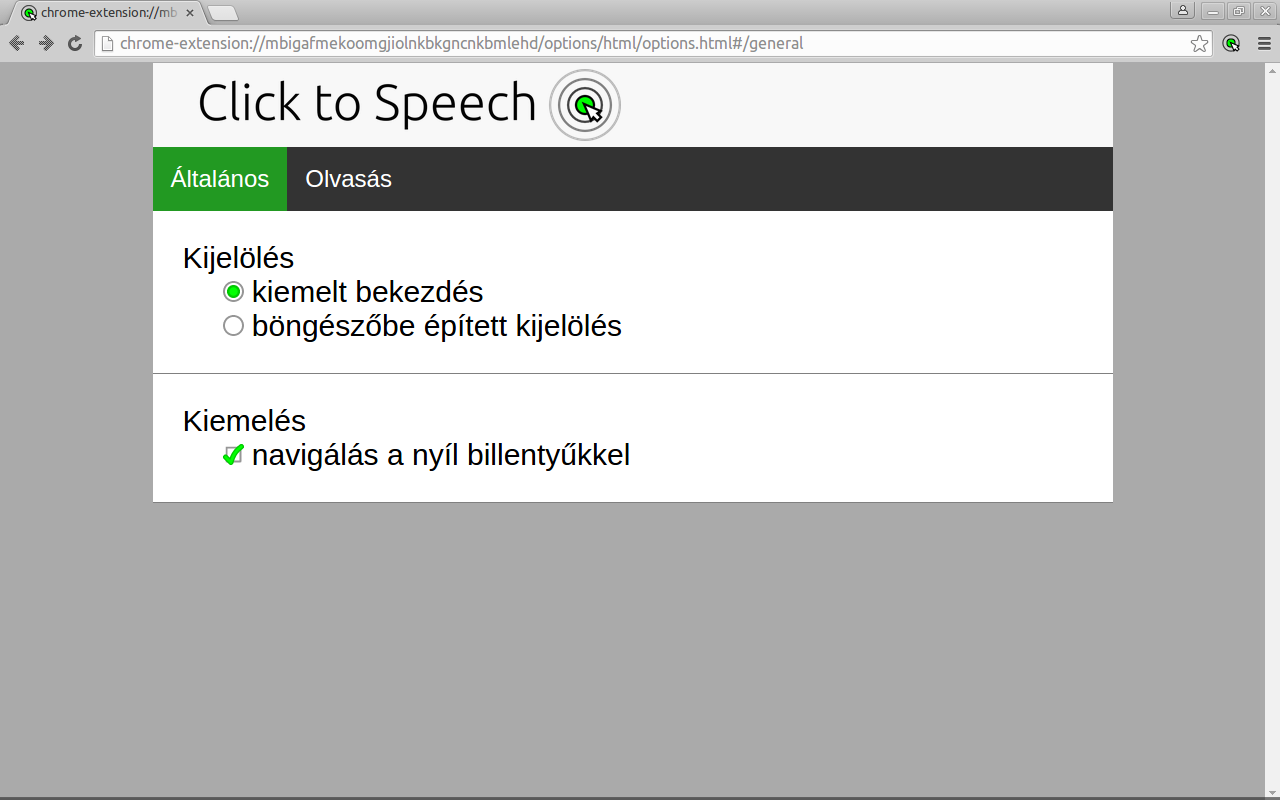 chrome-extension://mb
chrome-extension://mbigafmekoomgjiolnkbkgncnkbmlehd/options/html/options.html#/general
Click to Speech
Általános
Olvasás
Kijelölés
kiemelt bekezdés
böngészőbe épített kijelölés
Kiemelés
navigálás a nyíl billentyűkkel